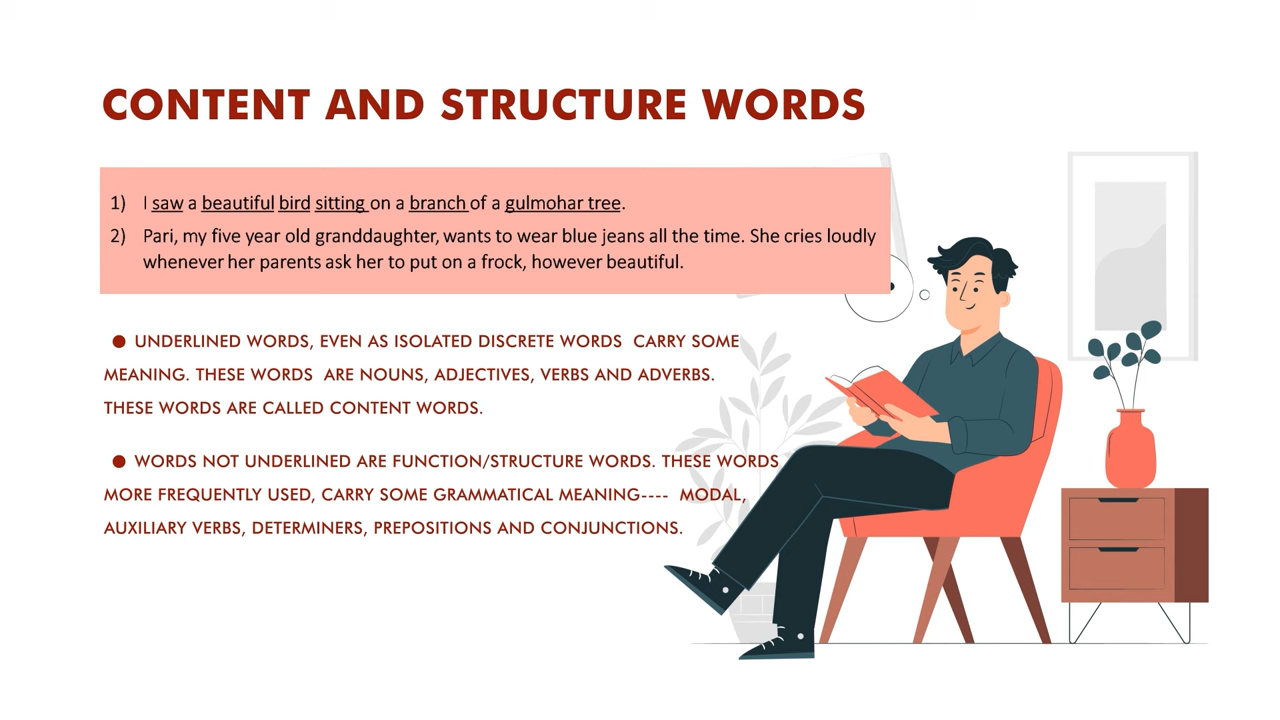 CONTENT AND STRUCTURE WORDS
1) I saw a beautiful bird sitting on a branch of a gulmohar tree.
2) Pari, my five year old granddaughter, wants to wear blue jeans all the time. She cries loudly
whenever her parents ask her to put on a frock, however beautiful.
● UNDERLINED WORDS, EVEN AS ISOLATED DISCRETE WORDS CARRY SOME
MEANING. THESE WORDS ARE NOUNS, ADJECTIVES, VERBS AND ADVERBS.
THESE WORDS ARE CALLED CONTENT WORDS.
● WORDS NOT UNDERLINED ARE FUNCTION/STRUCTURE WORDS. THESE WORDS
MORE FREQUENTLY USED, CARRY SOME GRAMMATICAL MEANING---- MODAL,
AUXILIARY VERBS, DETERMINERS, PREPOSITIONS AND CONJUNCTIONS.